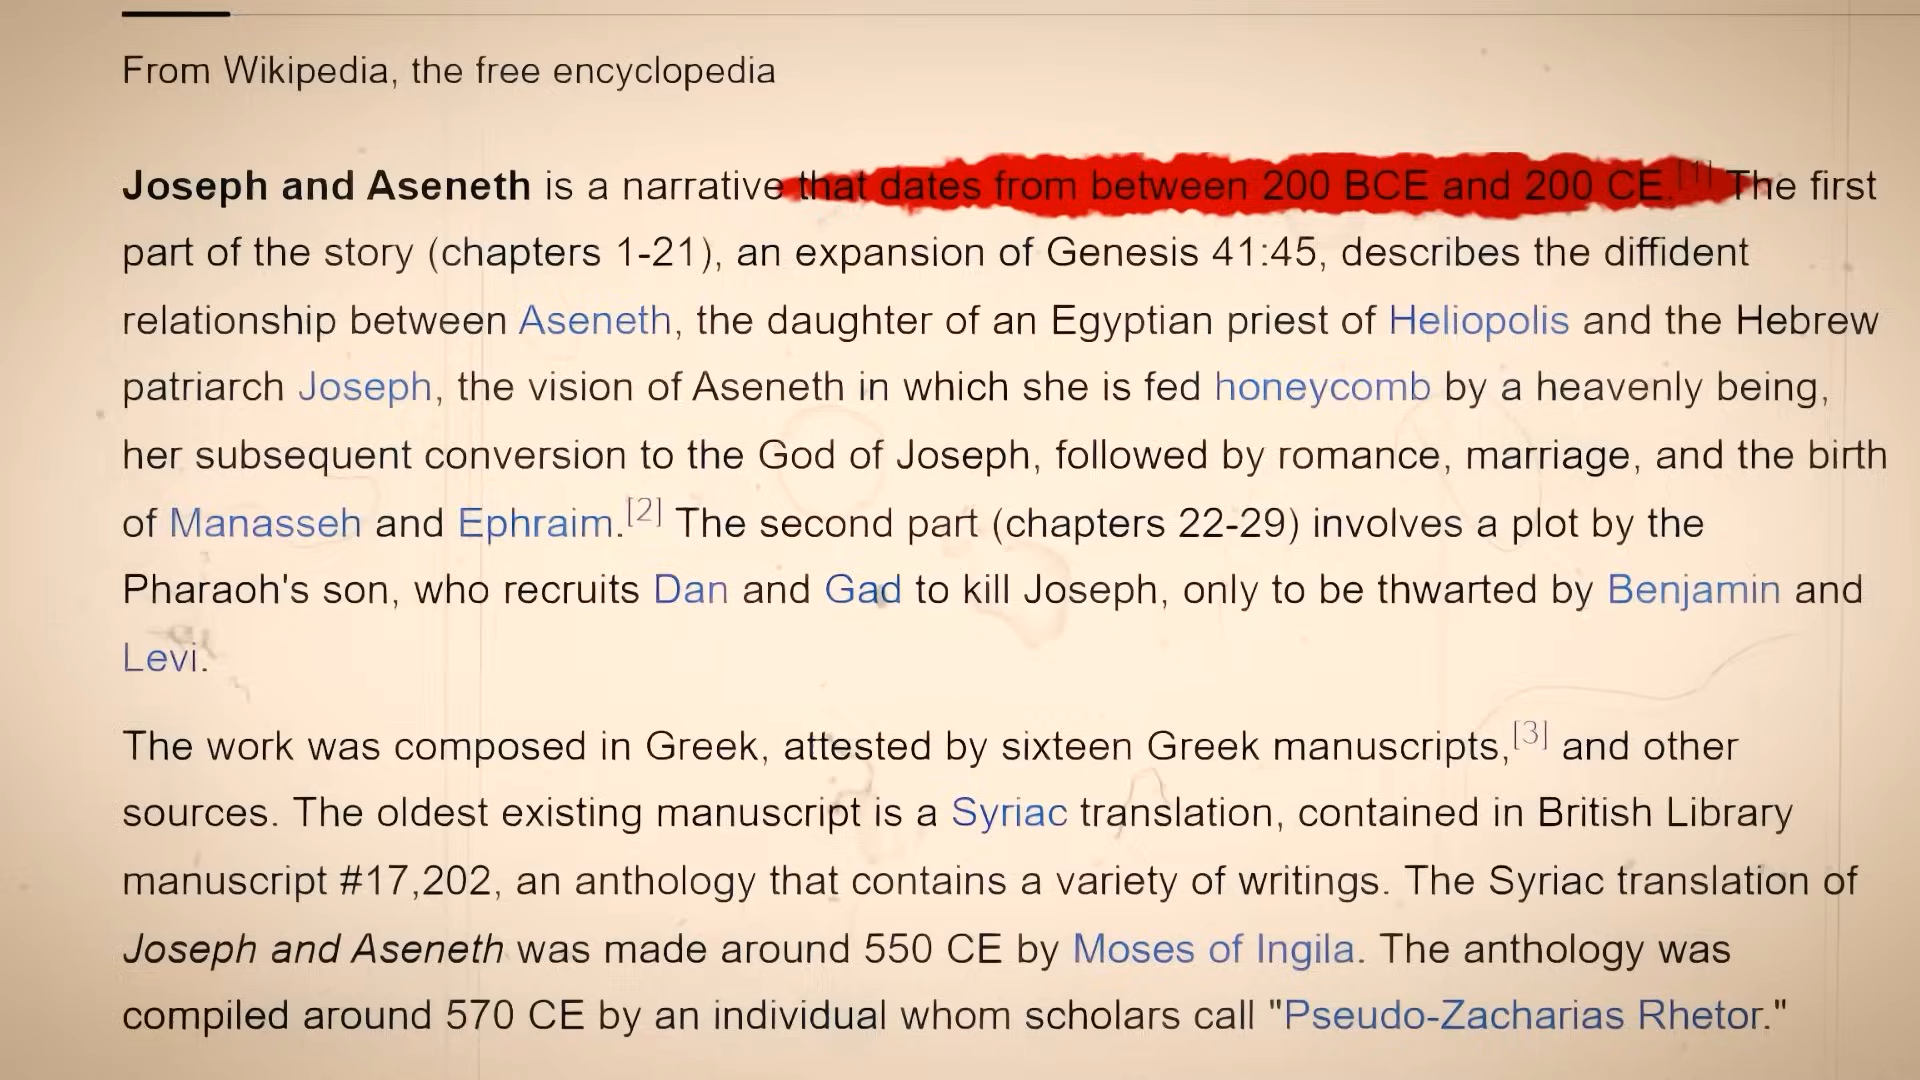 From Wikipedia, the free encyclopedia
Joseph and Aseneth is a narrative that dates from between 200 BCE and 200 CE.[1] The first
part of the story (chapters 1-21), an expansion of Genesis 41:45, describes the diffident
relationship between Aseneth, the daughter of an Egyptian priest of Heliopolis and the Hebrew
patriarch Joseph, the vision of Aseneth in which she is fed honeycomb by a heavenly being,
her subsequent conversion to the God of Joseph, followed by romance, marriage, and the birth
of Manasseh and Ephraim.[2] The second part (chapters 22-29) involves a plot by the
Pharaoh's son, who recruits Dan and Gad to kill Joseph, only to be thwarted by Benjamin and
Levi.
The work was composed in Greek, attested by sixteen Greek manuscripts,[3] and other
sources. The oldest existing manuscript is a Syriac translation, contained in British Library
manuscript #17,202, an anthology that contains a variety of writings. The Syriac translation of
Joseph and Aseneth was made around 550 CE by Moses of Ingila. The anthology was
compiled around 570 CE by an individual whom scholars call "Pseudo-Zacharias Rhetor."